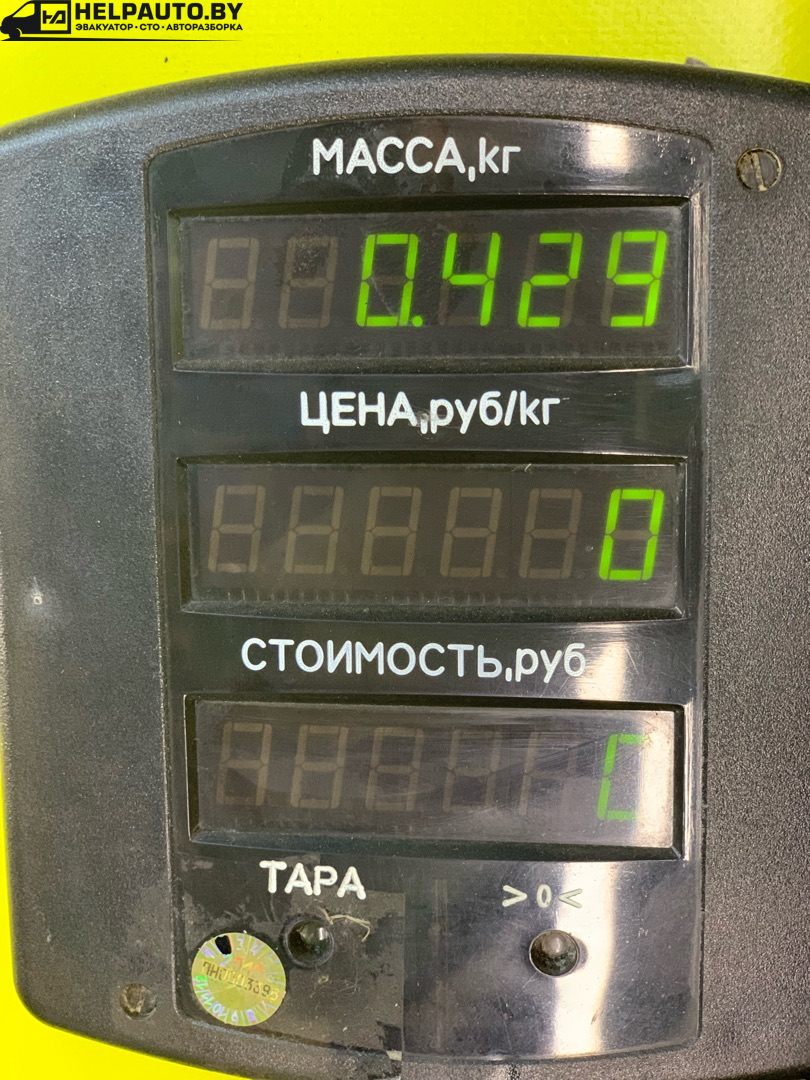 HELPAUTO.BY
ЭВАКУАТОР • СТО • АВТОРАЗБОРКА
МАССА,кг
0.429
ЦЕНА,руб/кг
0
СТОИМОСТЬ,руб
ТАРА
>0<